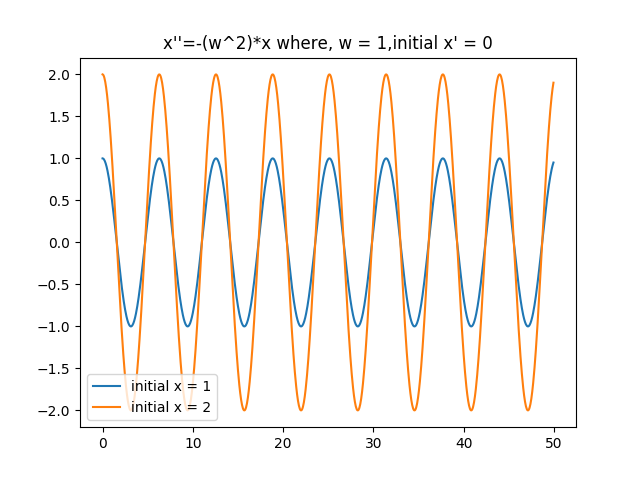 x''=-(w^2)*x where, w = 1,initial x' = 0
2.0
1.5
1.0
0.5
0.0
−0.5
−1.0
−1.5
−2.0
initial x = 1
initial x = 2
0 10 20 30 40 50